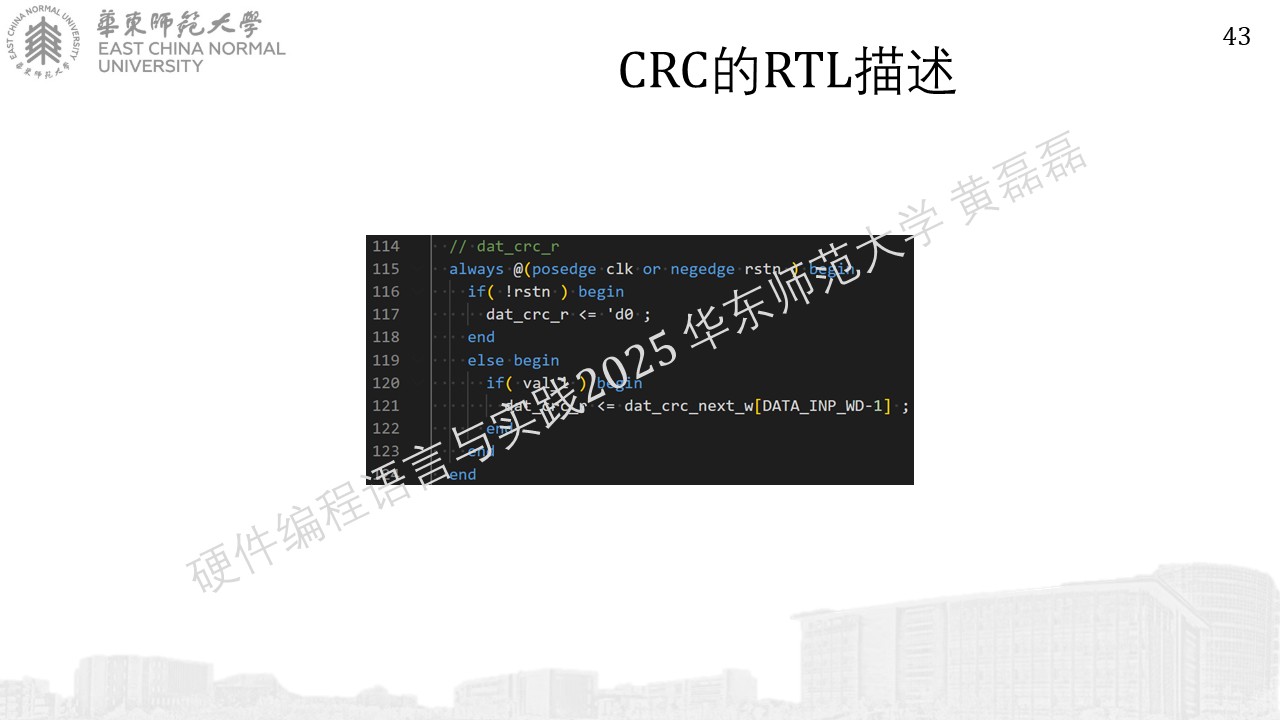 華東師範大學
EAST CHINA NORMAL
UNIVERSITY
43
CRC的RTL描述
114 // dat_crc_r
115 always @(posedge clk or negedge rstn ) begin
116 if( !rstn ) begin
117 dat_crc_r <= 'd0 ;
118 end
119 else begin
120 if( val_i ) begin
121 dat_crc_r <= dat_crc_next_w[DATA_INP_WD-1] ;
122 end
123 end
124 end
硬件编程语言与实践2025 华东师范大学 黄磊磊